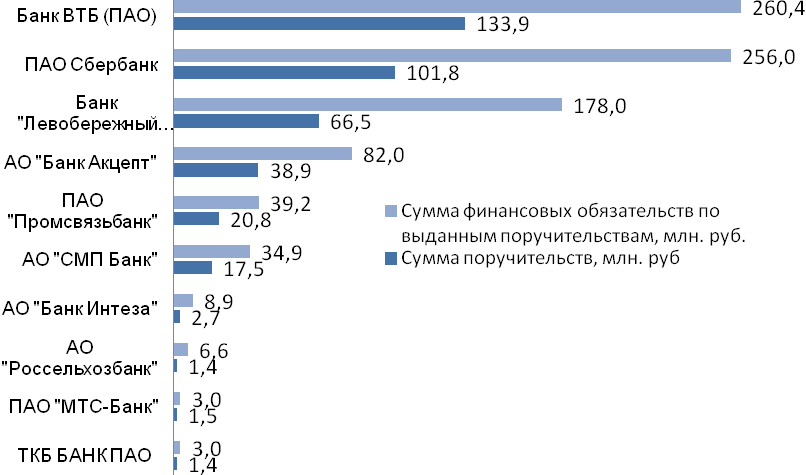 Банк ВТБ (ПАО)
260,4
133,9
ПАО Сбербанк
256,0
101,8
Банк
"Левобережный...
178,0
66,5
АО "Банк Акцепт"
82,0
38,9
ПАО
"Промсвязьбанк"
39,2
20,8
АО "СМП Банк"
34,9
17,5
АО "Банк Интеза"
8,9
2,7
АО
"Россельхозбанк"
6,6
1,4
ПАО "МТС-Банк"
3,0
1,5
ТКБ БАНК ПАО
3,0
1,4
Сумма финансовых обязательств по
выданным поручительствам, млн. руб.
Сумма поручительств, млн. руб